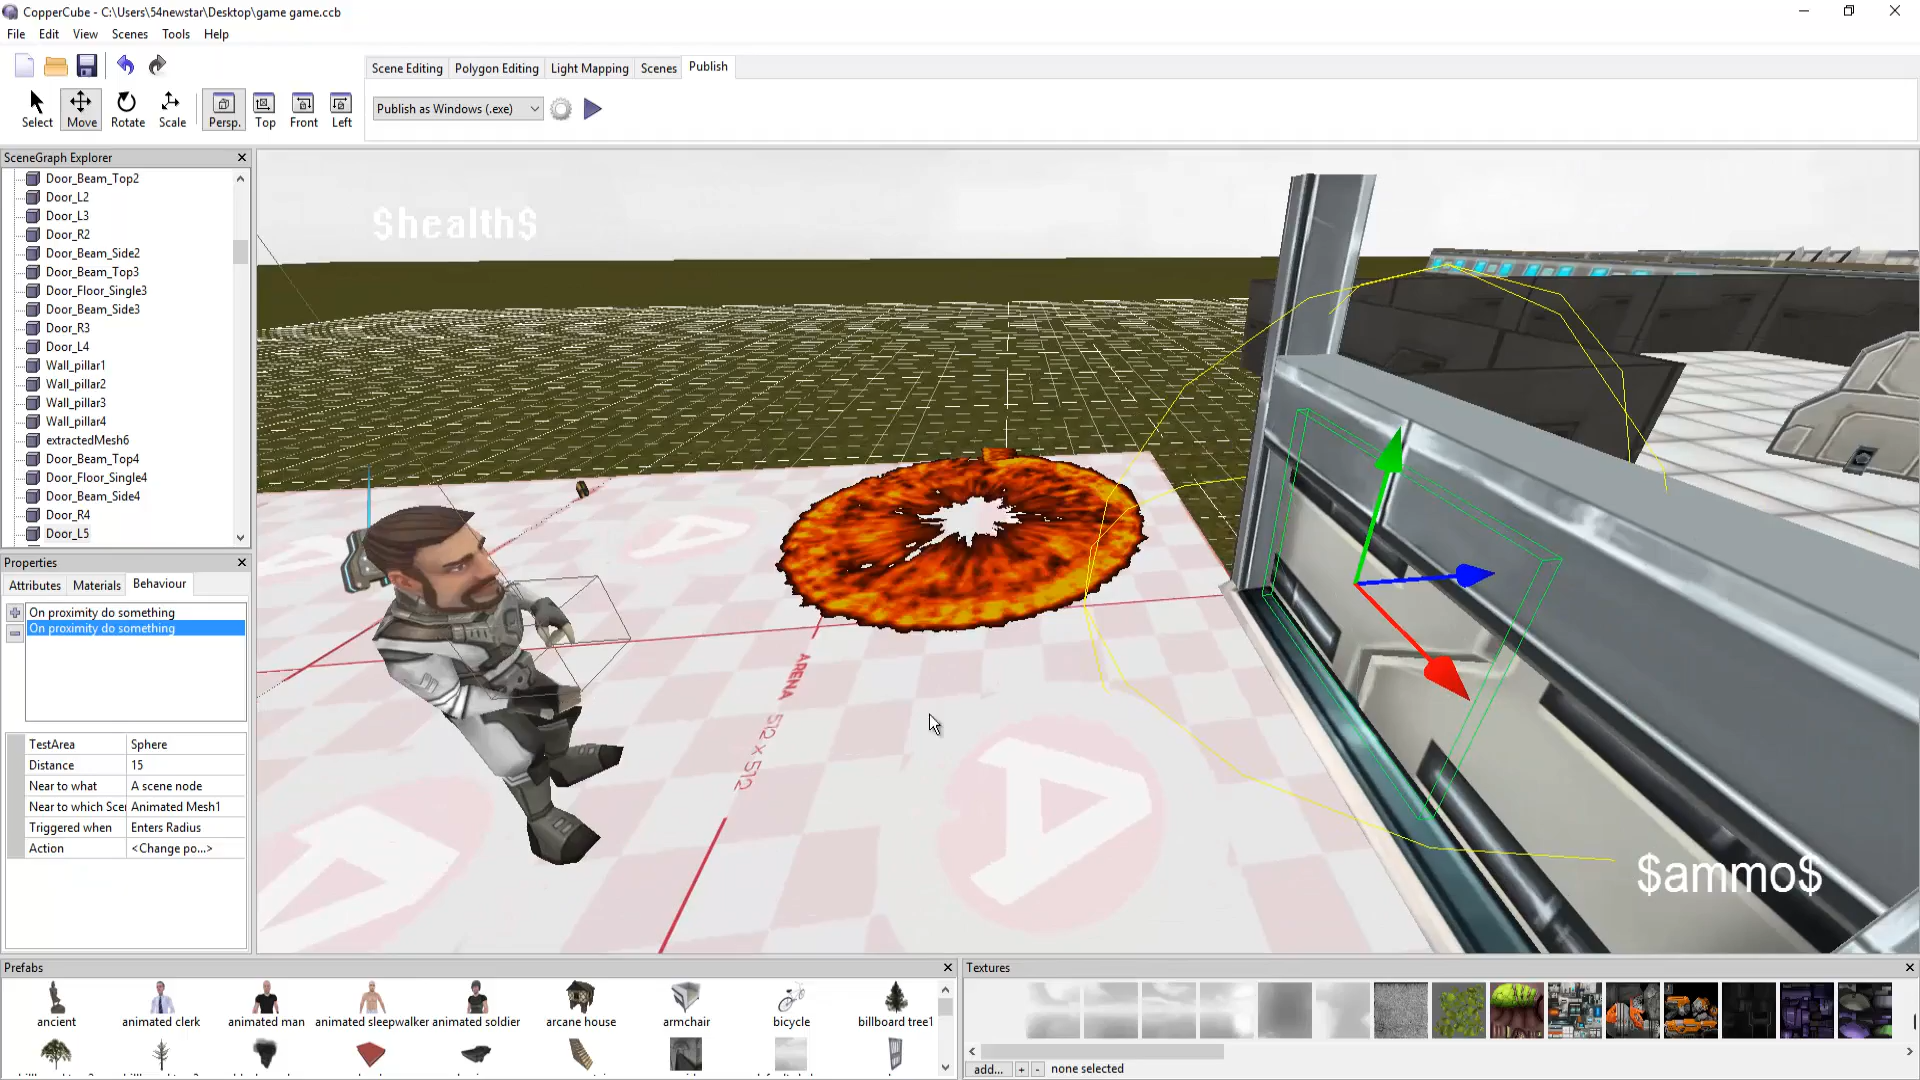 CopperCube - C:\Users\54newstar\Desktop\game game.ccb
File Edit View Scenes Tools Help
Scene Editing Polygon Editing Light Mapping Scenes Publish
Select Move Rotate Scale Persp. Top Front Left
Publish as Windows (.exe)
SceneGraph Explorer
Door_Beam_Top2
Door_L2
Door_L3
Door_R2
Door_Beam_Side2
Door_Beam_Top3
Door_Floor_Single3
Door_Beam_Side3
Door_R3
Door_L4
Wall_pillar1
Wall_pillar2
Wall_pillar3
Wall_pillar4
extractedMesh6
Door_Beam_Top4
Door_Floor_Single4
Door_Beam_Side4
Door_R4
Door_L5
$health$
ARENA 512 x 512
A
A
A
$ammo$
Properties
Attributes Materials Behaviour
On proximity do something
On proximity do something
TestArea Sphere
Distance 15
Near to what A scene node
Near to which Scen Animated Mesh1
Triggered when Enters Radius
Action <Change po...>
Prefabs
ancient animated clerk animated man animated sleepwalker animated soldier arcane house armchair bicycle billboard tree1
Textures
add... + - none selected